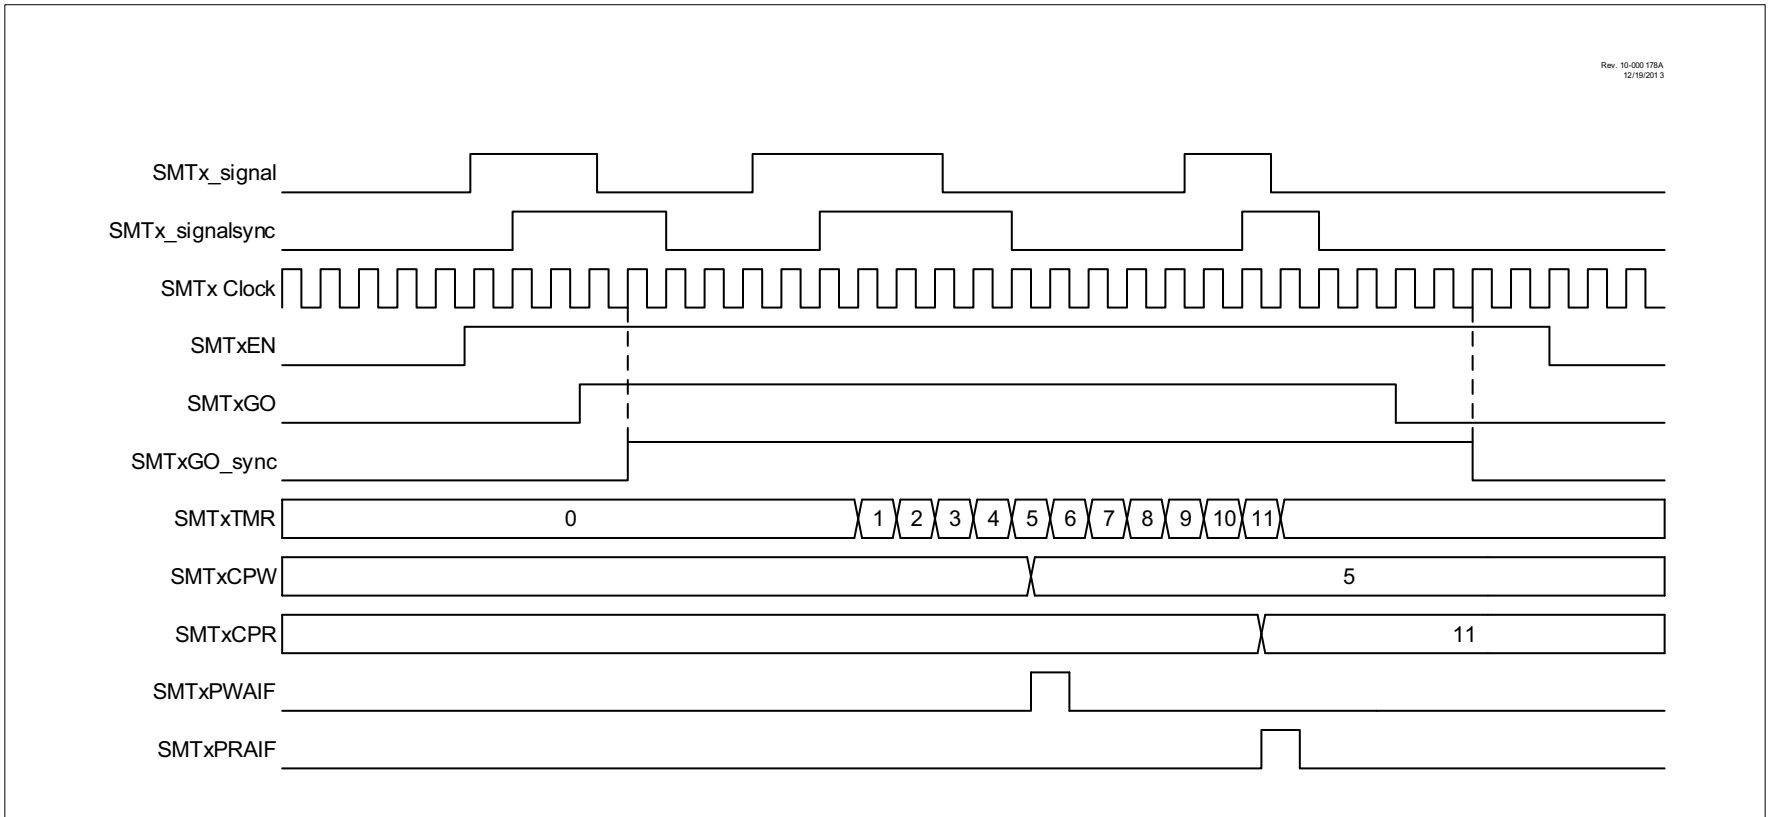 Rev. 10-000 178A
12/19/201 3
SMTx_signal
SMTx_signalsync
SMTx Clock
SMTxEN
SMTxGO
SMTxGO_sync
SMTxTMR 0 1 2 3 4 5 6 7 8 9 10 11
SMTxCPW 5
SMTxCPR 11
SMTxPWAIF
SMTxPRAIF